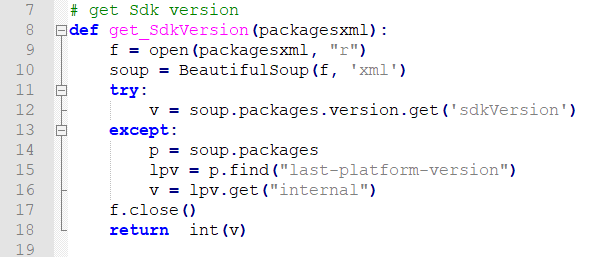 7 # get Sdk version
8 def get_SdkVersion(packagesxml):
9     f = open(packagesxml, "r")
10     soup = BeautifulSoup(f, 'xml')
11     try:
12         v = soup.packages.version.get('sdkVersion')
13     except:
14         p = soup.packages
15         lpv = p.find("last-platform-version")
16         v = lpv.get("internal")
17     f.close()
18     return  int(v)
19